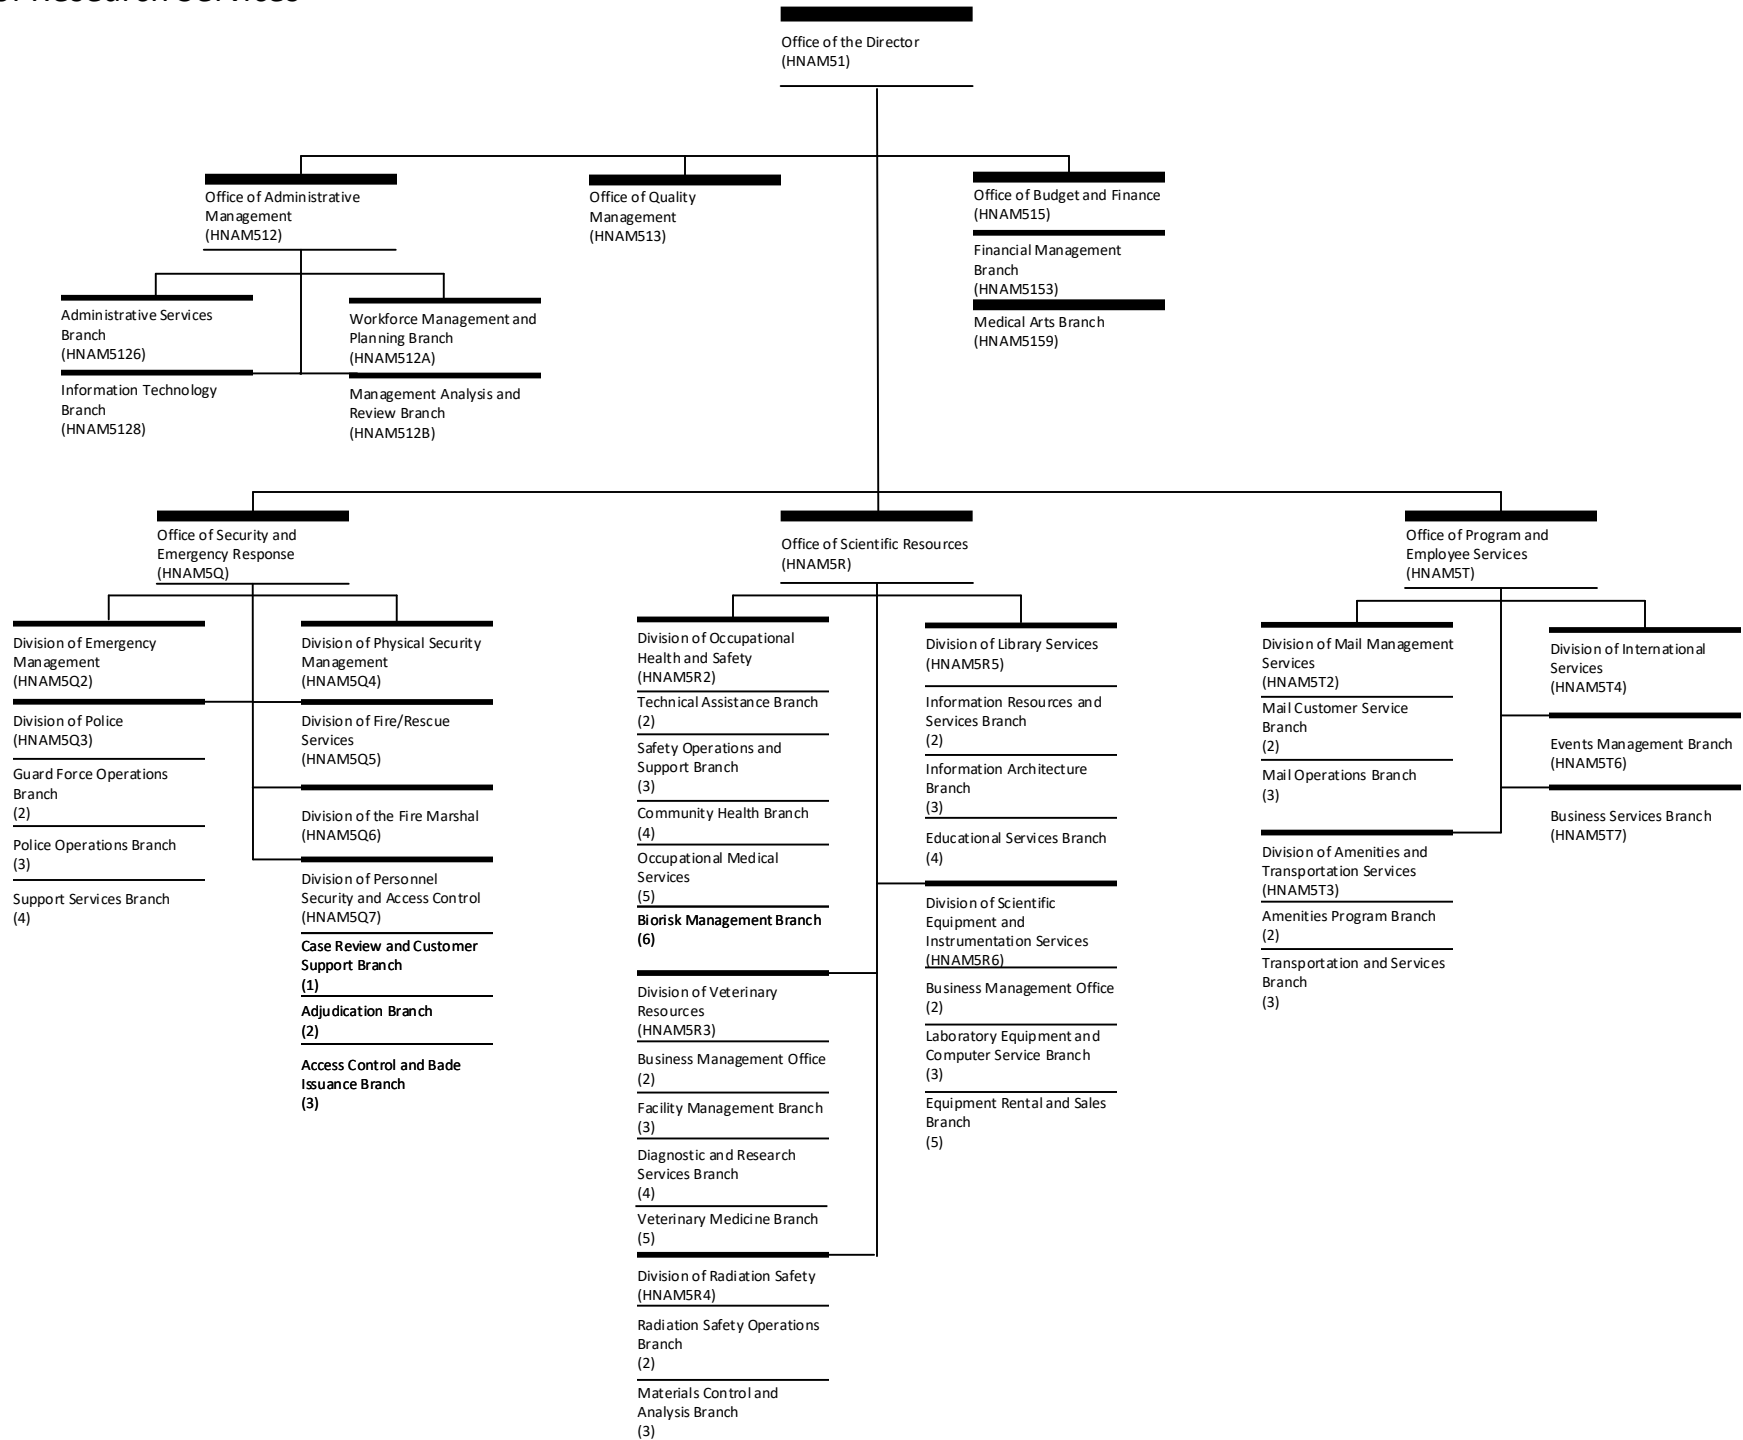 of Research Services
Office of the Director
(HNAM51)
Office of Administrative
Management
(HNAM512)
Office of Quality
Management
(HNAM513)
Office of Budget and Finance
(HNAM515)
Financial Management
Branch
(HNAM5153)
Medical Arts Branch
(HNAM5159)
Administrative Services
Branch
(HNAM5126)
Information Technology
Branch
(HNAM5128)
Workforce Management and
Planning Branch
(HNAM512A)
Management Analysis and
Review Branch
(HNAM512B)
Office of Security and
Emergency Response
(HNAM5Q)
Division of Emergency
Management
(HNAM5Q2)
Division of Police
(HNAM5Q3)
Guard Force Operations
Branch
(2)
Police Operations Branch
(3)
Support Services Branch
(4)
Division of Physical Security
Management
(HNAM5Q4)
Division of Fire/Rescue
Services
(HNAM5Q5)
Division of the Fire Marshal
(HNAM5Q6)
Division of Personnel
Security and Access Control
(HNAM5Q7)
Case Review and Customer
Support Branch
(1)
Adjudication Branch
(2)
Access Control and Bade
Issuance Branch
(3)
Office of Scientific Resources
(HNAM5R)
Division of Occupational
Health and Safety
(HNAM5R2)
Technical Assistance Branch
(2)
Safety Operations and
Support Branch
(3)
Community Health Branch
(4)
Occupational Medical
Services
(5)
Biorisk Management Branch
(6)
Division of Veterinary
Resources
(HNAM5R3)
Business Management Office
(2)
Facility Management Branch
(3)
Diagnostic and Research
Services Branch
(4)
Veterinary Medicine Branch
(5)
Division of Radiation Safety
(HNAM5R4)
Radiation Safety Operations
Branch
(2)
Materials Control and
Analysis Branch
(3)
Division of Library Services
(HNAM5R5)
Information Resources and
Services Branch
(2)
Information Architecture
Branch
(3)
Educational Services Branch
(4)
Division of Scientific
Equipment and
Instrumentation Services
(HNAM5R6)
Business Management Office
(2)
Laboratory Equipment and
Computer Service Branch
(3)
Equipment Rental and Sales
Branch
(5)
Office of Program and
Employee Services
(HNAM5T)
Division of Mail Management
Services
(HNAM5T2)
Mail Customer Service
Branch
(2)
Mail Operations Branch
(3)
Division of Amenities and
Transportation Services
(HNAM5T3)
Amenities Program Branch
(2)
Transportation and Services
Branch
(3)
Division of International
Services
(HNAM5T4)
Events Management Branch
(HNAM5T6)
Business Services Branch
(HNAM5T7)